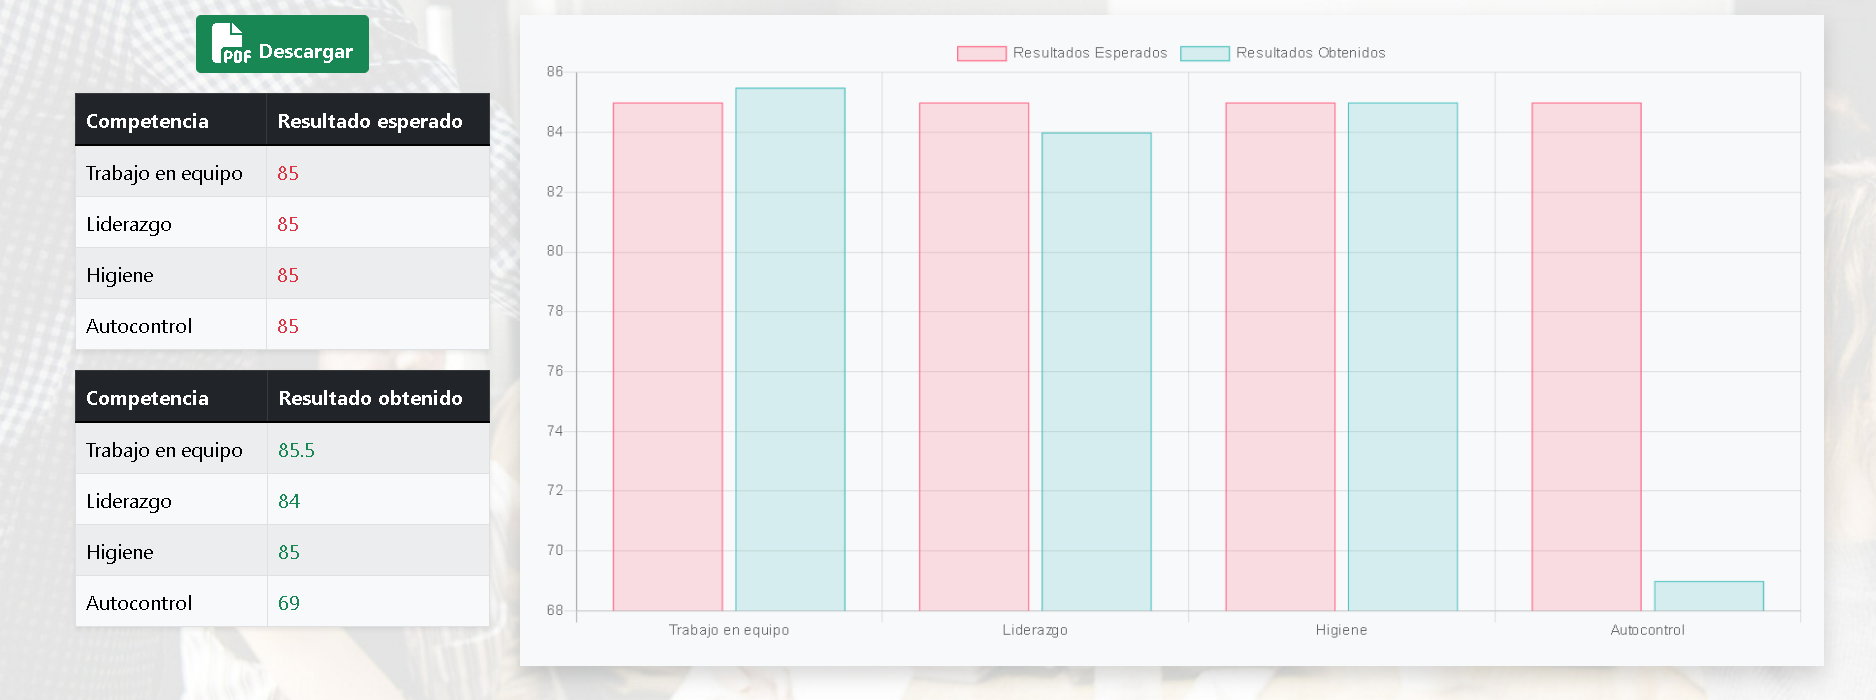 PDF Descargar
Competencia Resultado esperado
Trabajo en equipo 85
Liderazgo 85
Higiene 85
Autocontrol 85
Competencia Resultado obtenido
Trabajo en equipo 85.5
Liderazgo 84
Higiene 85
Autocontrol 69
Resultados Esperados Resultados Obtenidos
86
84
82
80
78
76
74
72
70
68
Trabajo en equipo Liderazgo Higiene Autocontrol